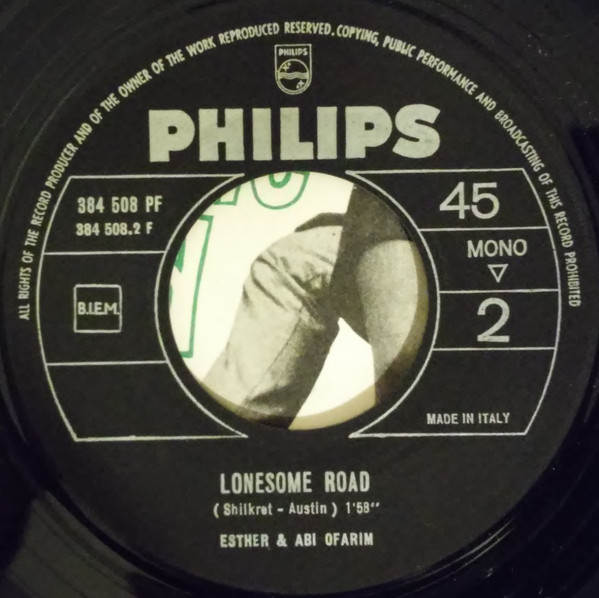 ALL RIGHTS OF THE RECORD PRODUCER AND OF THE OWNER OF THE WORK REPRODUCED RESERVED. COPYING, PUBLIC PERFORMANCE AND BROADCASTING OF THIS RECORD PROHIBITED
PHILIPS
PHILIPS
384 508 PF
384 508.2 F
B.I.E.M.
45
MONO
2
MADE IN ITALY
LONESOME ROAD
(Shilkret - Austin) 1'58"
ESTHER & ABI OFARIM